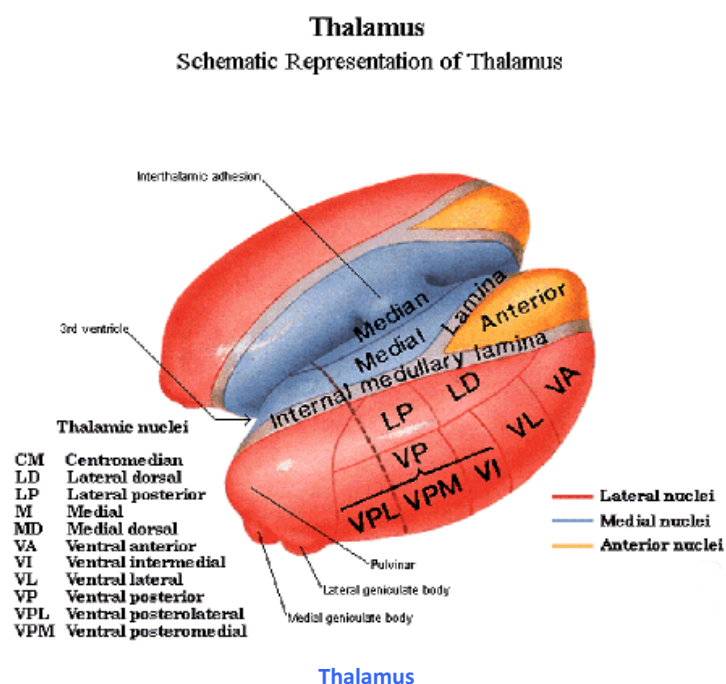 Thalamus
Schematic Representation of Thalamus
Interthalamic adhesion
3rd ventricle
Median
Lamina
Anterior
Medial
Internal medullary lamina
LP
LD
VA
VL
VP
VPL
VPM
VI
Thalamic nuclei
CM Centromedian
LD Lateral dorsal
LP Lateral posterior
M Medial
MD Medial dorsal
VA Ventral anterior
VI Ventral intermedial
VL Ventral lateral
VP Ventral posterior
VPL Ventral posterolateral
VPM Ventral posteromedial
Lateral nuclei
Medial nuclei
Anterior nuclei
Pulvinar
Lateral geniculate body
Medial geniculate body
Thalamus